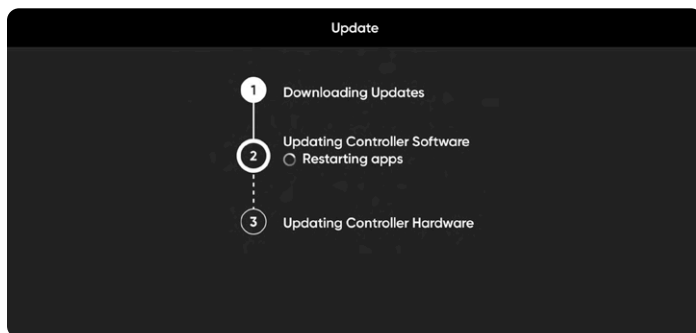 Update
1
Downloading Updates
2
Updating Controller Software
Restarting apps
3
Updating Controller Hardware